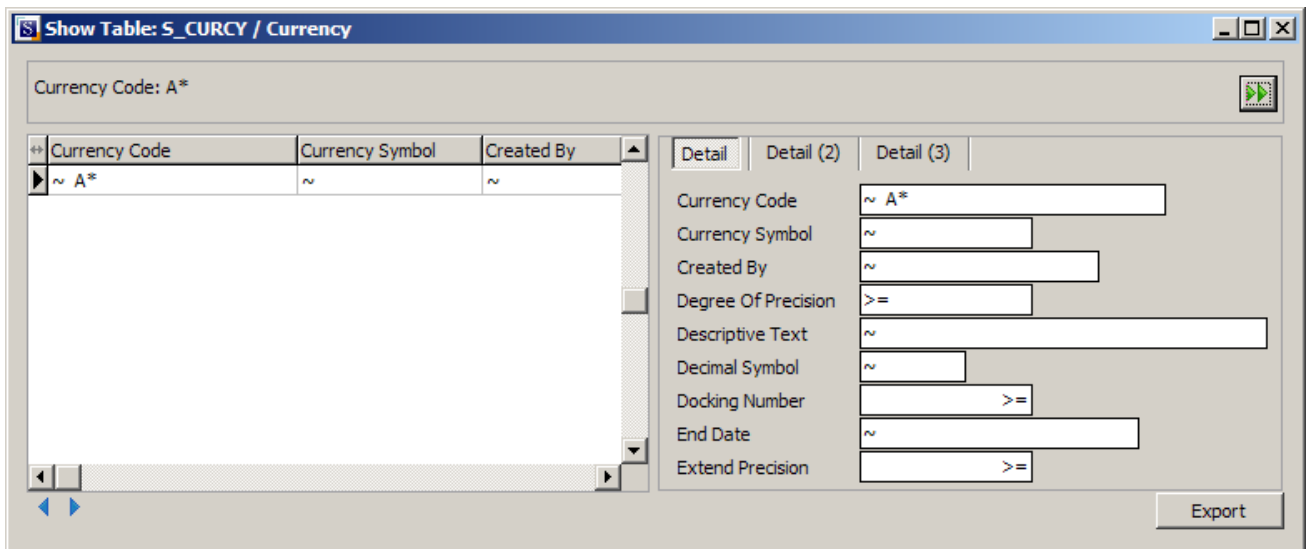 S Show Table: S_CURCY / Currency
Currency Code: A*
Currency Code Currency Symbol Created By
~ A* ~ ~
Detail Detail (2) Detail (3)
Currency Code ~ A*
Currency Symbol ~
Created By ~
Degree Of Precision >=
Descriptive Text ~
Decimal Symbol ~
Docking Number >=
End Date ~
Extend Precision >=
Export